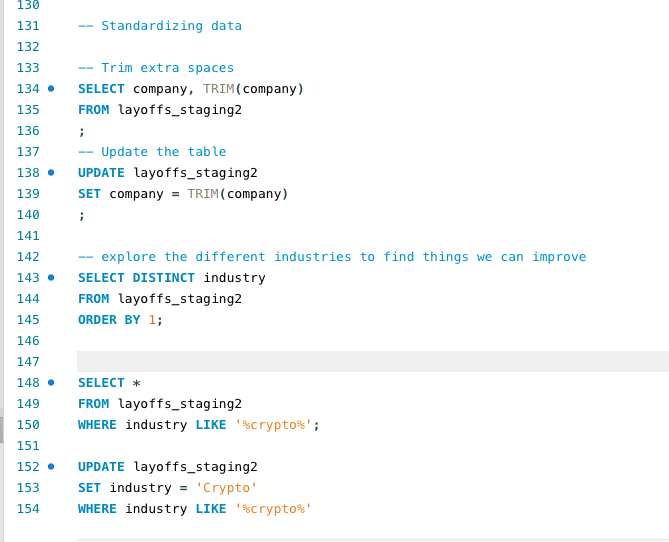 130
131 -- Standardizing data
132
133 -- Trim extra spaces
134 SELECT company, TRIM(company)
135 FROM layoffs_staging2
136 ;
137 -- Update the table
138 UPDATE layoffs_staging2
139 SET company = TRIM(company)
140 ;
141
142 -- explore the different industries to find things we can improve
143 SELECT DISTINCT industry
144 FROM layoffs_staging2
145 ORDER BY 1;
146
147
148 SELECT *
149 FROM layoffs_staging2
150 WHERE industry LIKE '%crypto%';
151
152 UPDATE layoffs_staging2
153 SET industry = 'Crypto'
154 WHERE industry LIKE '%crypto%'